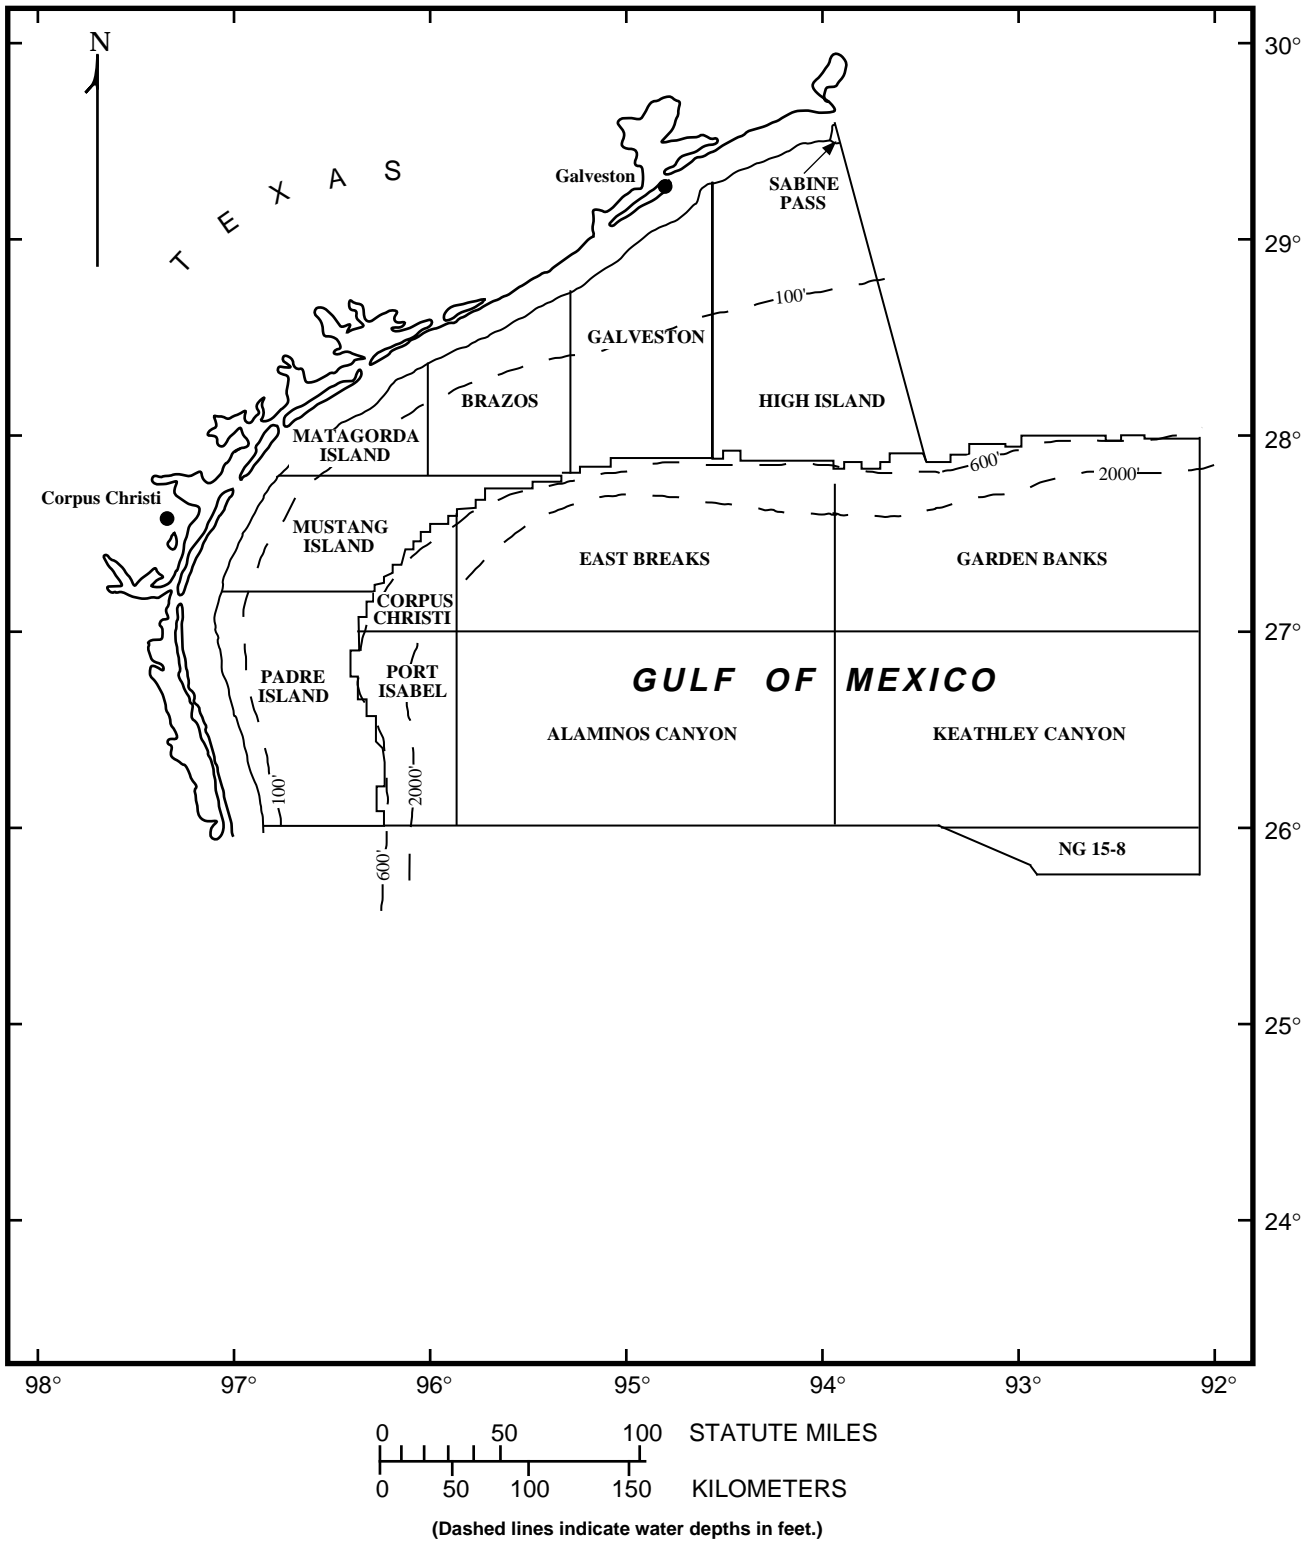 N
30°
TEXAS
Galveston
SABINE
PASS
29°
100'
GALVESTON
BRAZOS
HIGH ISLAND
MATAGORDA
ISLAND
28°
600'
2000'
Corpus Christi
MUSTANG
ISLAND
EAST BREAKS
GARDEN BANKS
CORPUS
CHRISTI
27°
PADRE
ISLAND
PORT
ISABEL
GULF OF MEXICO
ALAMINOS CANYON
KEATHLEY CANYON
100'
2000'
26°
NG 15-8
600'
25°
24°
98° 97° 96° 95° 94° 93° 92°
0 50 100 STATUTE MILES
0 50 100 150 KILOMETERS
(Dashed lines indicate water depths in feet.)